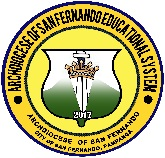 ARCHDIOCESE OF SAN FERNANDO EDUCATIONAL SYSTEM
2017
ARCHDIOCESE OF SAN FERNANDO
CITY OF SAN FERNANDO, PAMPANGA